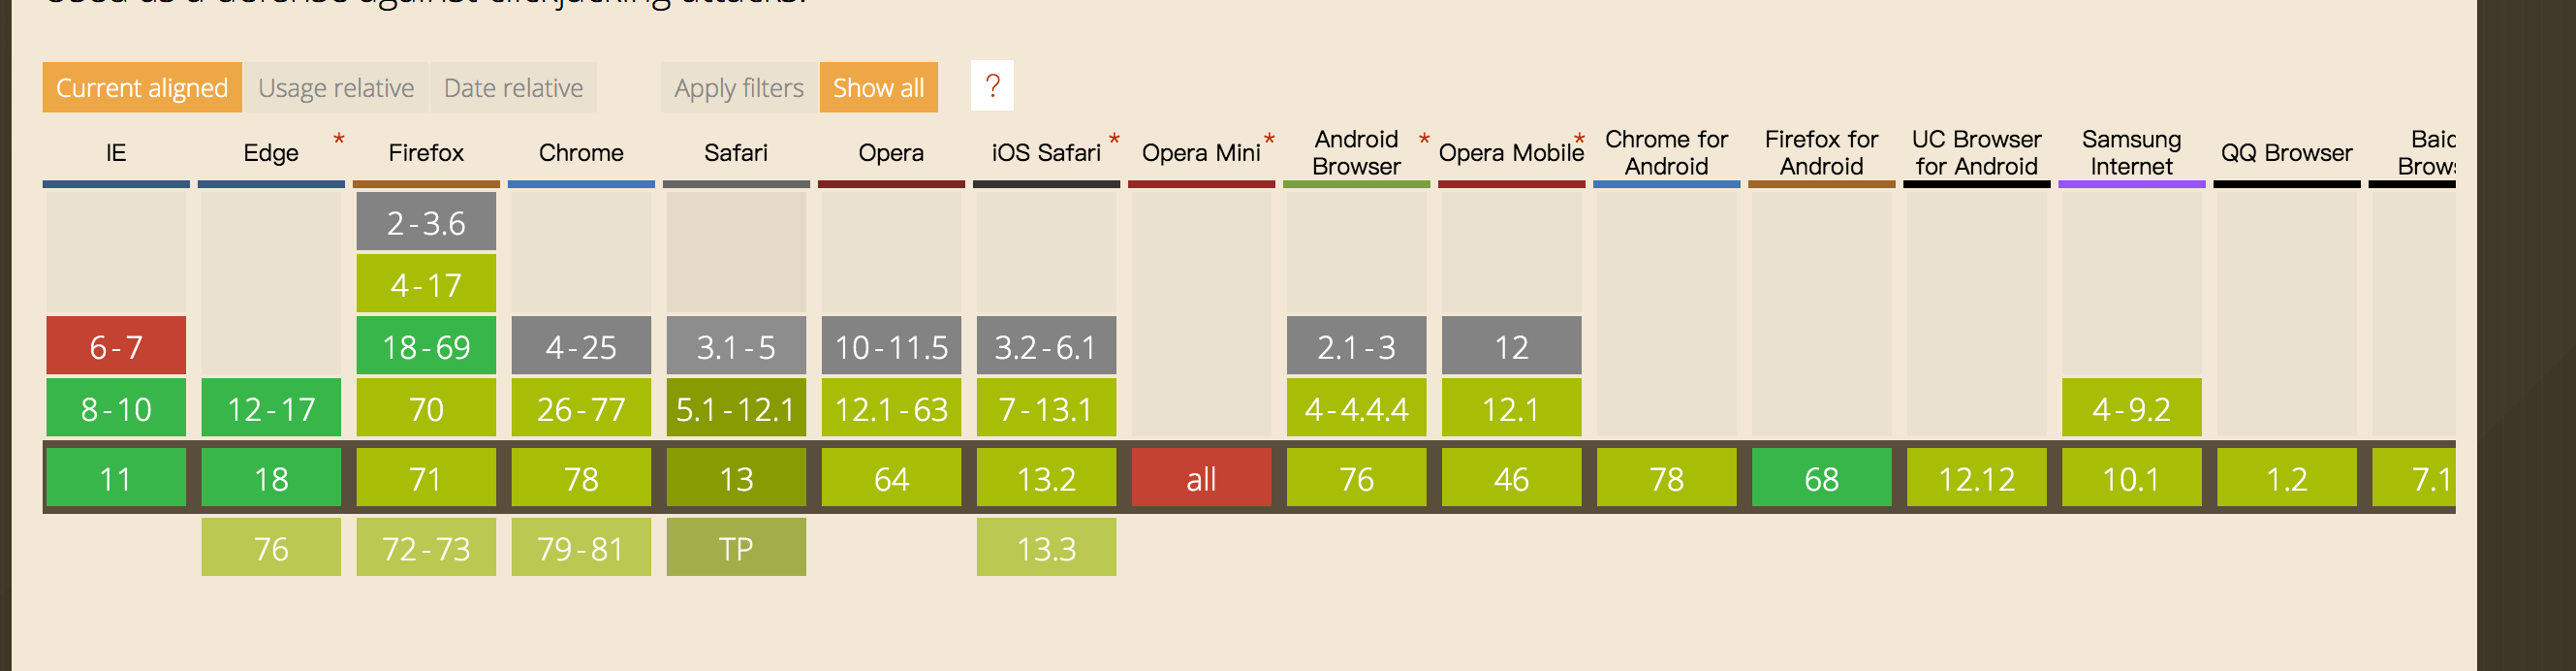 Used as a defense against clickjacking attacks.
Current aligned Usage relative Date relative Apply filters Show all ?
IE Edge * Firefox Chrome Safari Opera iOS Safari * Opera Mini * Android Browser * Opera Mobile * Chrome for Android Firefox for Android UC Browser for Android Samsung Internet QQ Browser
2-3.6
4-17
6-7 18-69 4-25 3.1-5 10-11.5 3.2-6.1 2.1-3 12
8-10 12-17 70 26-77 5.1-12.1 12.1-63 7-13.1 4-4.4.4 12.1 4-9.2
11 18 71 78 13 64 13.2 all 76 46 78 68 12.12 10.1 1.2 7.1
76 72-73 79-81 TP 13.3